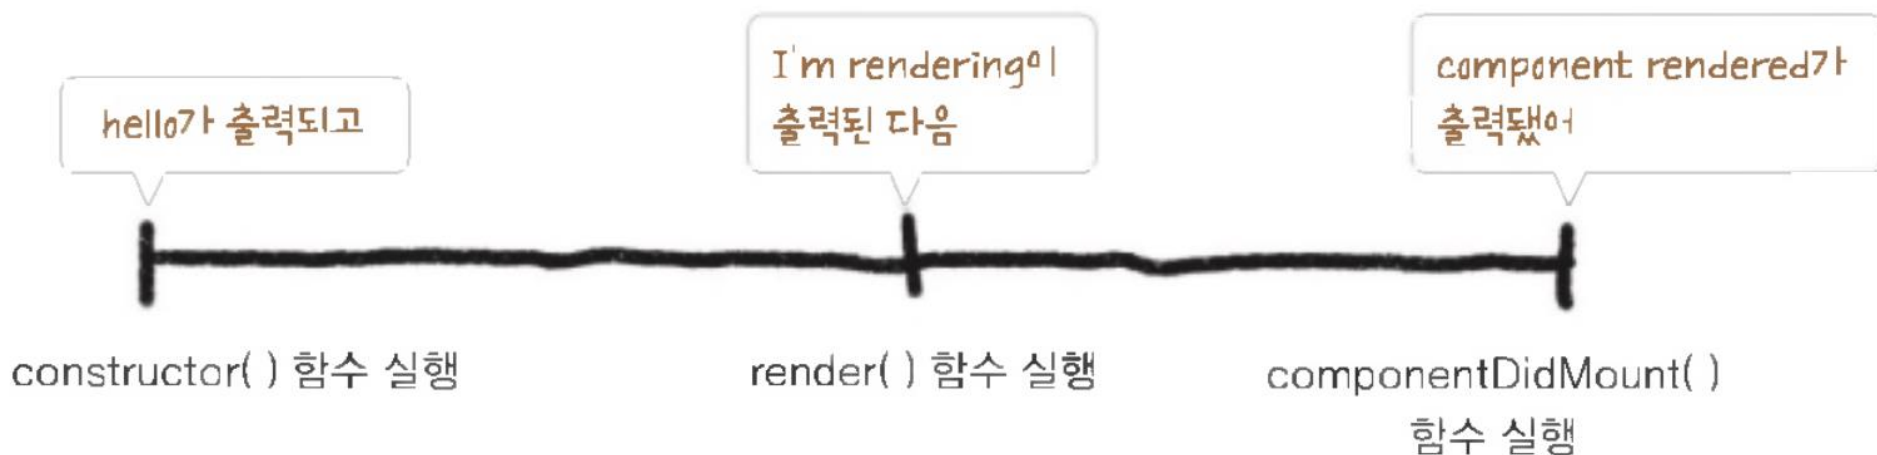 hello가 출력되고
I'm rendering이
출력된 다음
component rendered가
출력됐어
constructor( ) 함수 실행
render( ) 함수 실행
componentDidMount( )
함수 실행